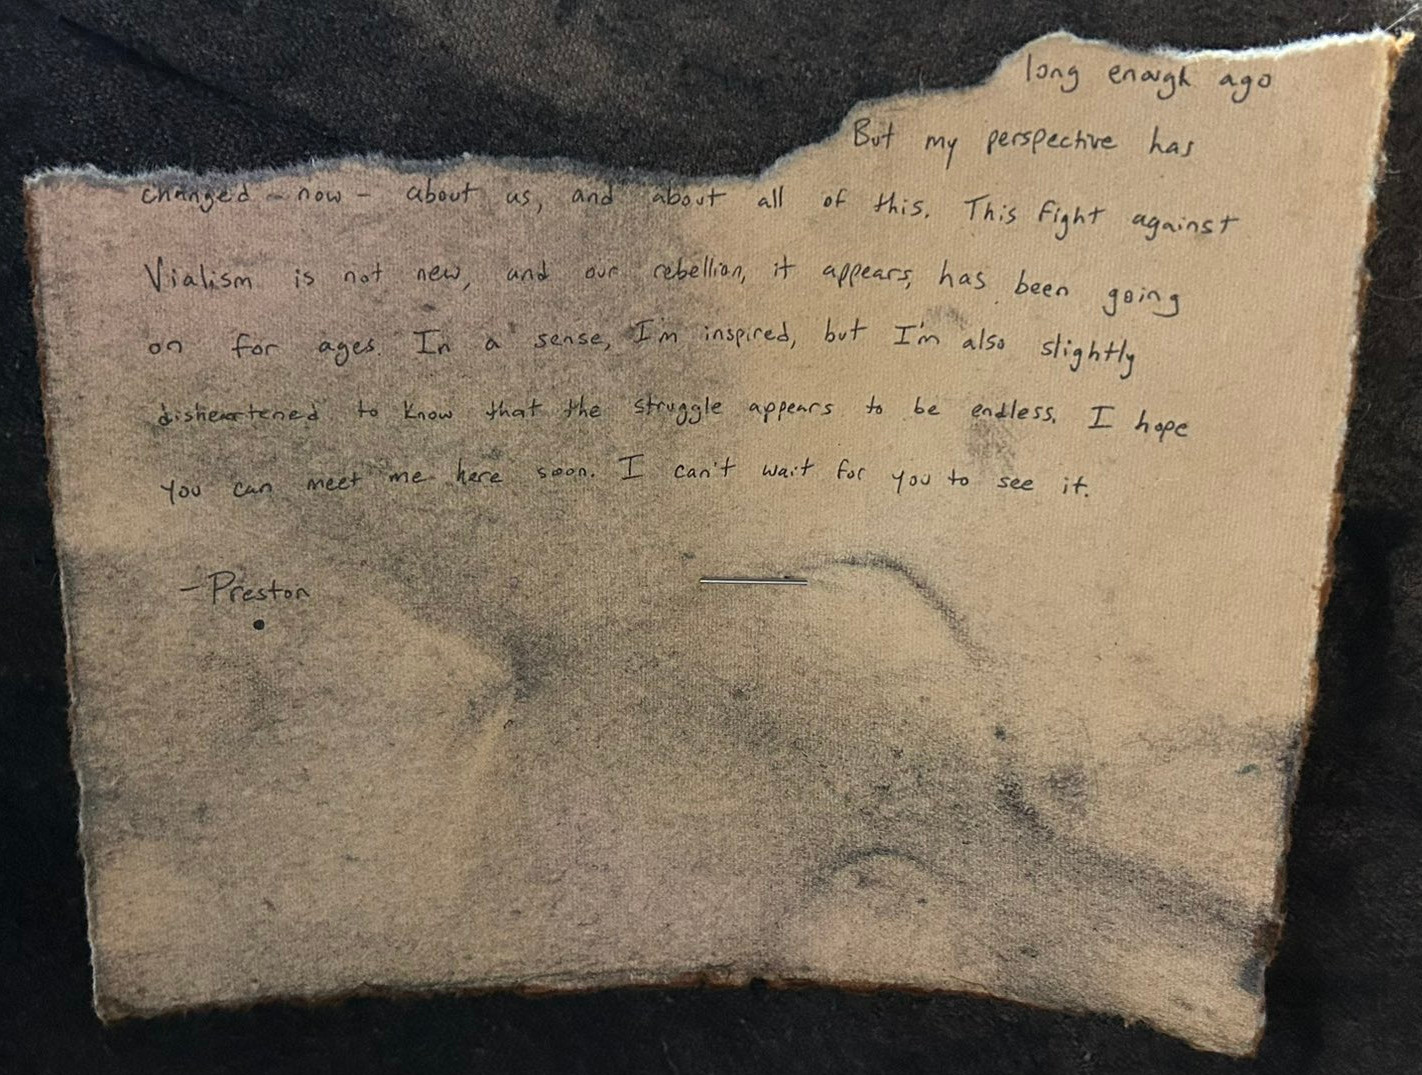 long enough ago
But my perspective has
changed - now - about us, and about all of this. This fight against
Vialism is not new, and our rebellion, it appears, has been going
on for ages. In a sense, I'm inspired, but I'm also slightly
disheartened to know that the struggle appears to be endless. I hope
you can meet me here soon. I can't wait for you to see it.
-Preston